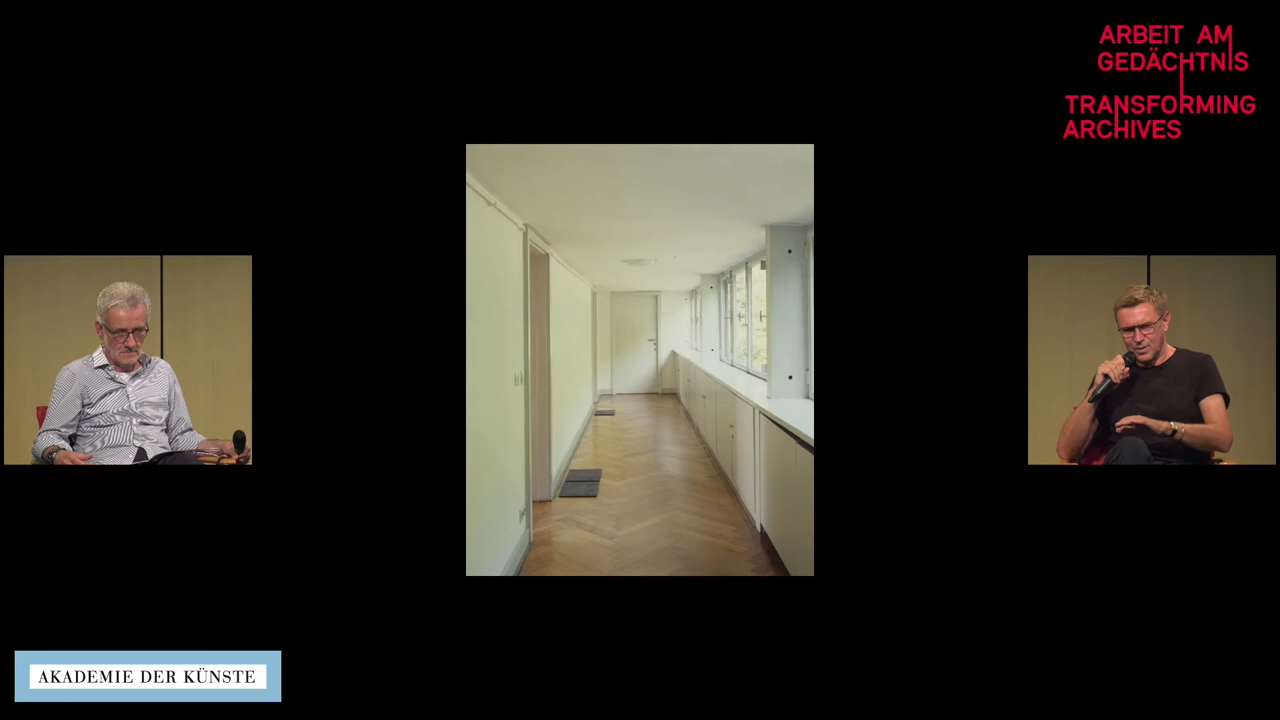 ARBEIT AM
GEDÄCHTNIS
TRANSFORMING
ARCHIVES
AKADEMIE DER KÜNSTE